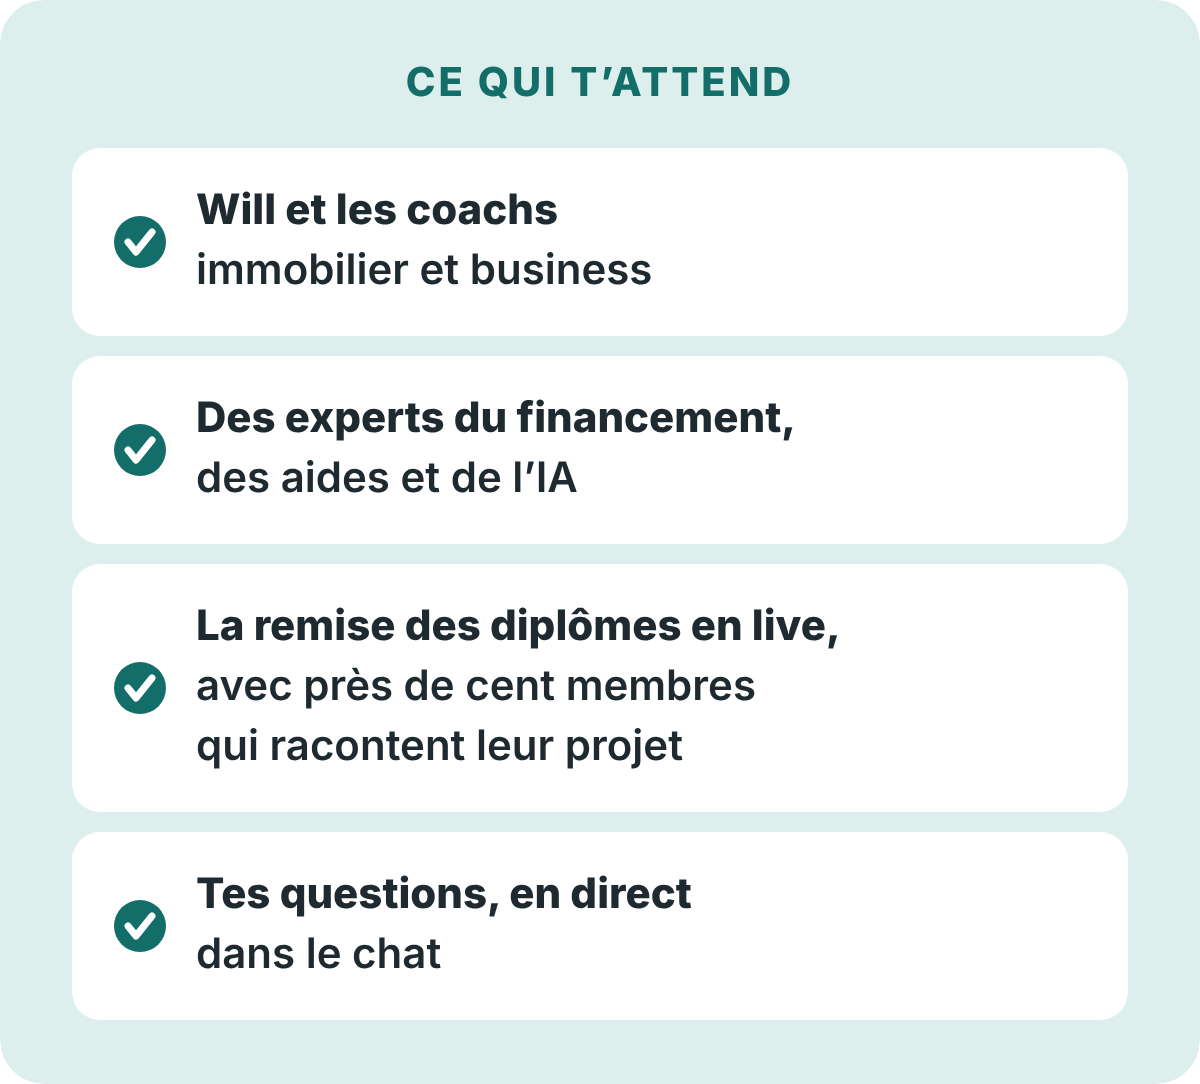 CE QUI T’ATTEND
Will et les coachs
immobilier et business
Des experts du financement,
des aides et de l’IA
La remise des diplômes en live,
avec près de cent membres
qui racontent leur projet
Tes questions, en direct
dans le chat